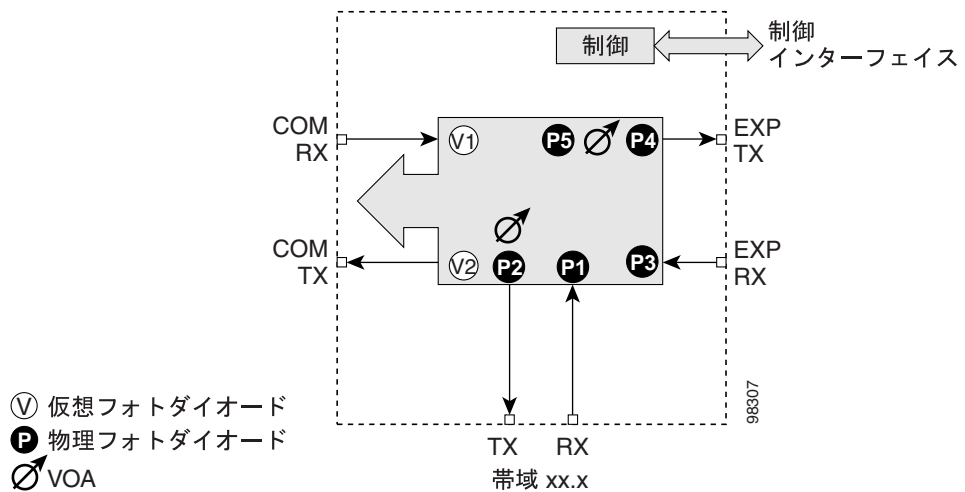 制御
制御
インターフェイス
COM
RX
V1
P5
P4
EXP
TX
COM
TX
V2
P2
P1
P3
EXP
RX
98307
TX
RX
帯域 xx.x
V 仮想フォトダイオード
P 物理フォトダイオード
VOA